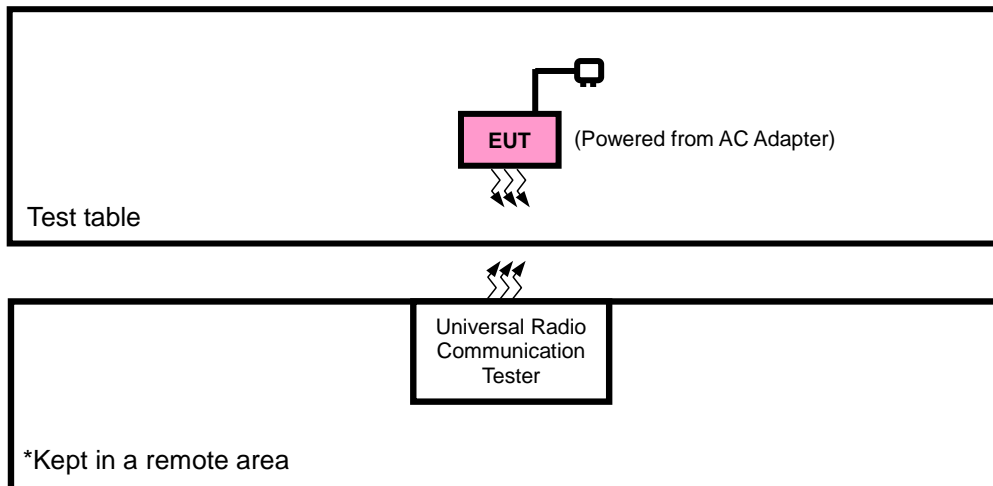 EUT
(Powered from AC Adapter)
Test table
Universal Radio
Communication
Tester
*Kept in a remote area